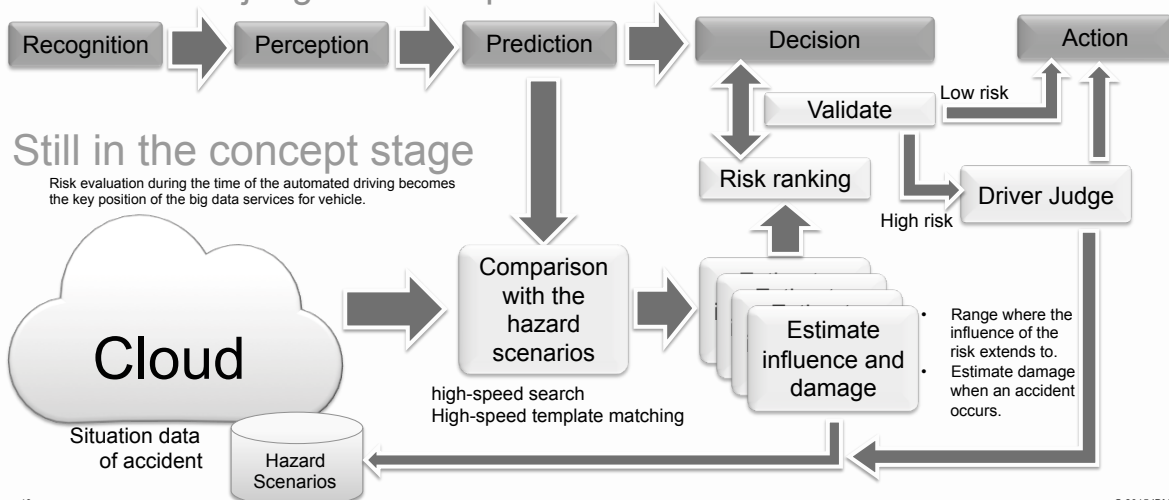 Recognition
Perception
Prediction
Decision
Action
Low risk
Validate
Still in the concept stage
Risk evaluation during the time of the automated driving becomes
the key position of the big data services for vehicle.
Risk ranking
Driver Judge
High risk
Comparison
with the
hazard
scenarios
Cloud
Estimate
influence and
damage
• Range where the
influence of the
risk extends to.
• Estimate damage
when an accident
occurs.
high-speed search
High-speed template matching
Situation data
of accident
Hazard
Scenarios